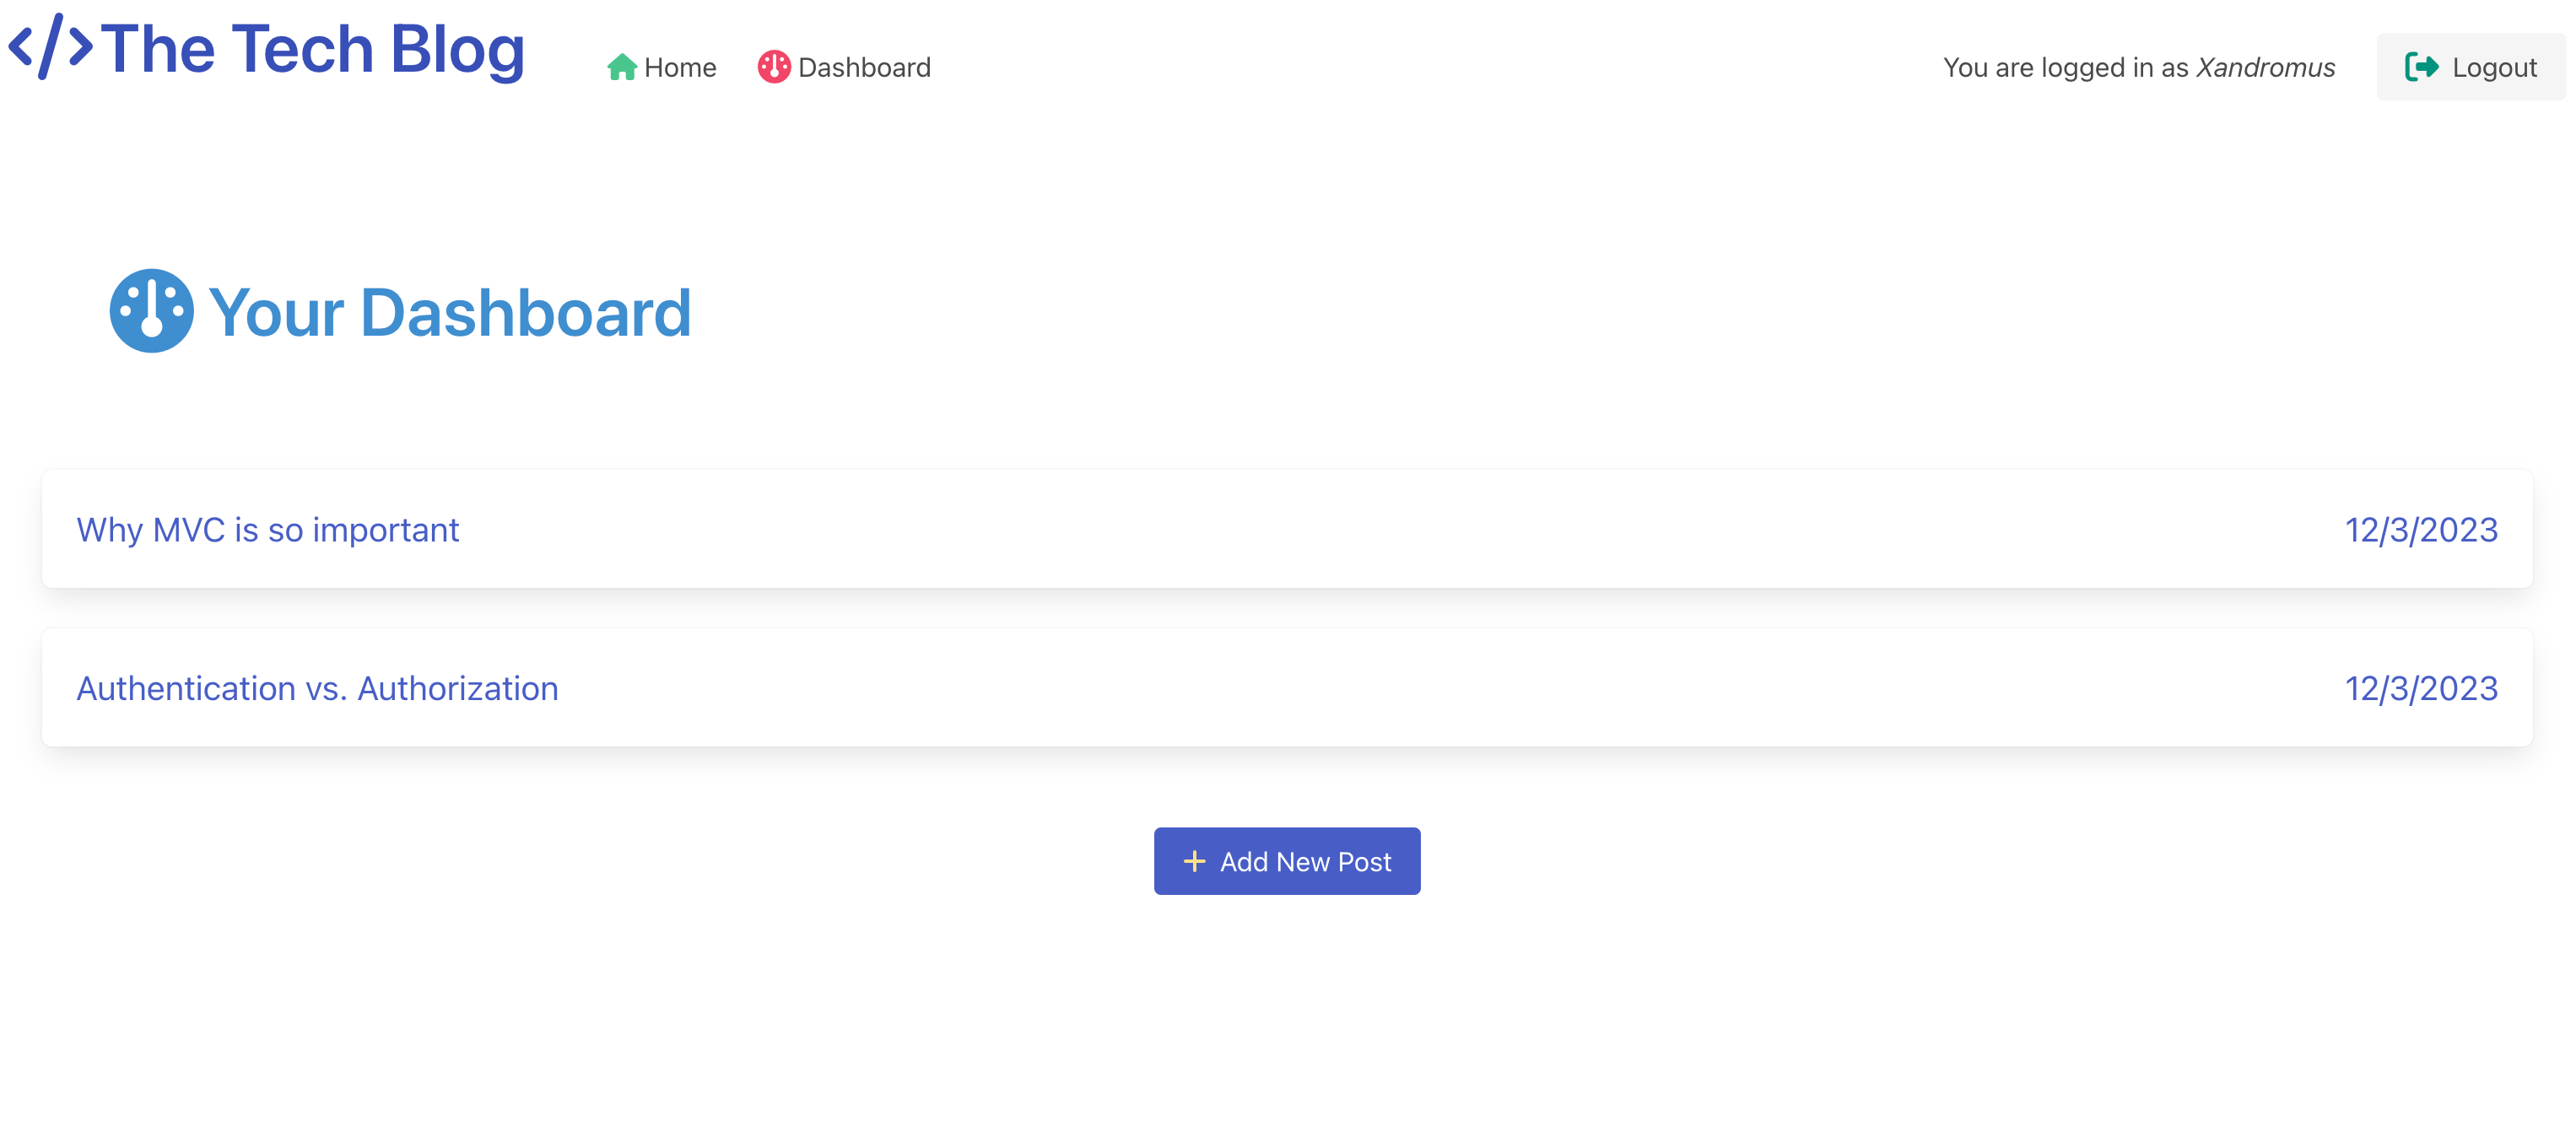 The Tech Blog
Home
Dashboard
You are logged in as Xandromus
Logout
Your Dashboard
Why MVC is so important 12/3/2023
Authentication vs. Authorization 12/3/2023
Add New Post